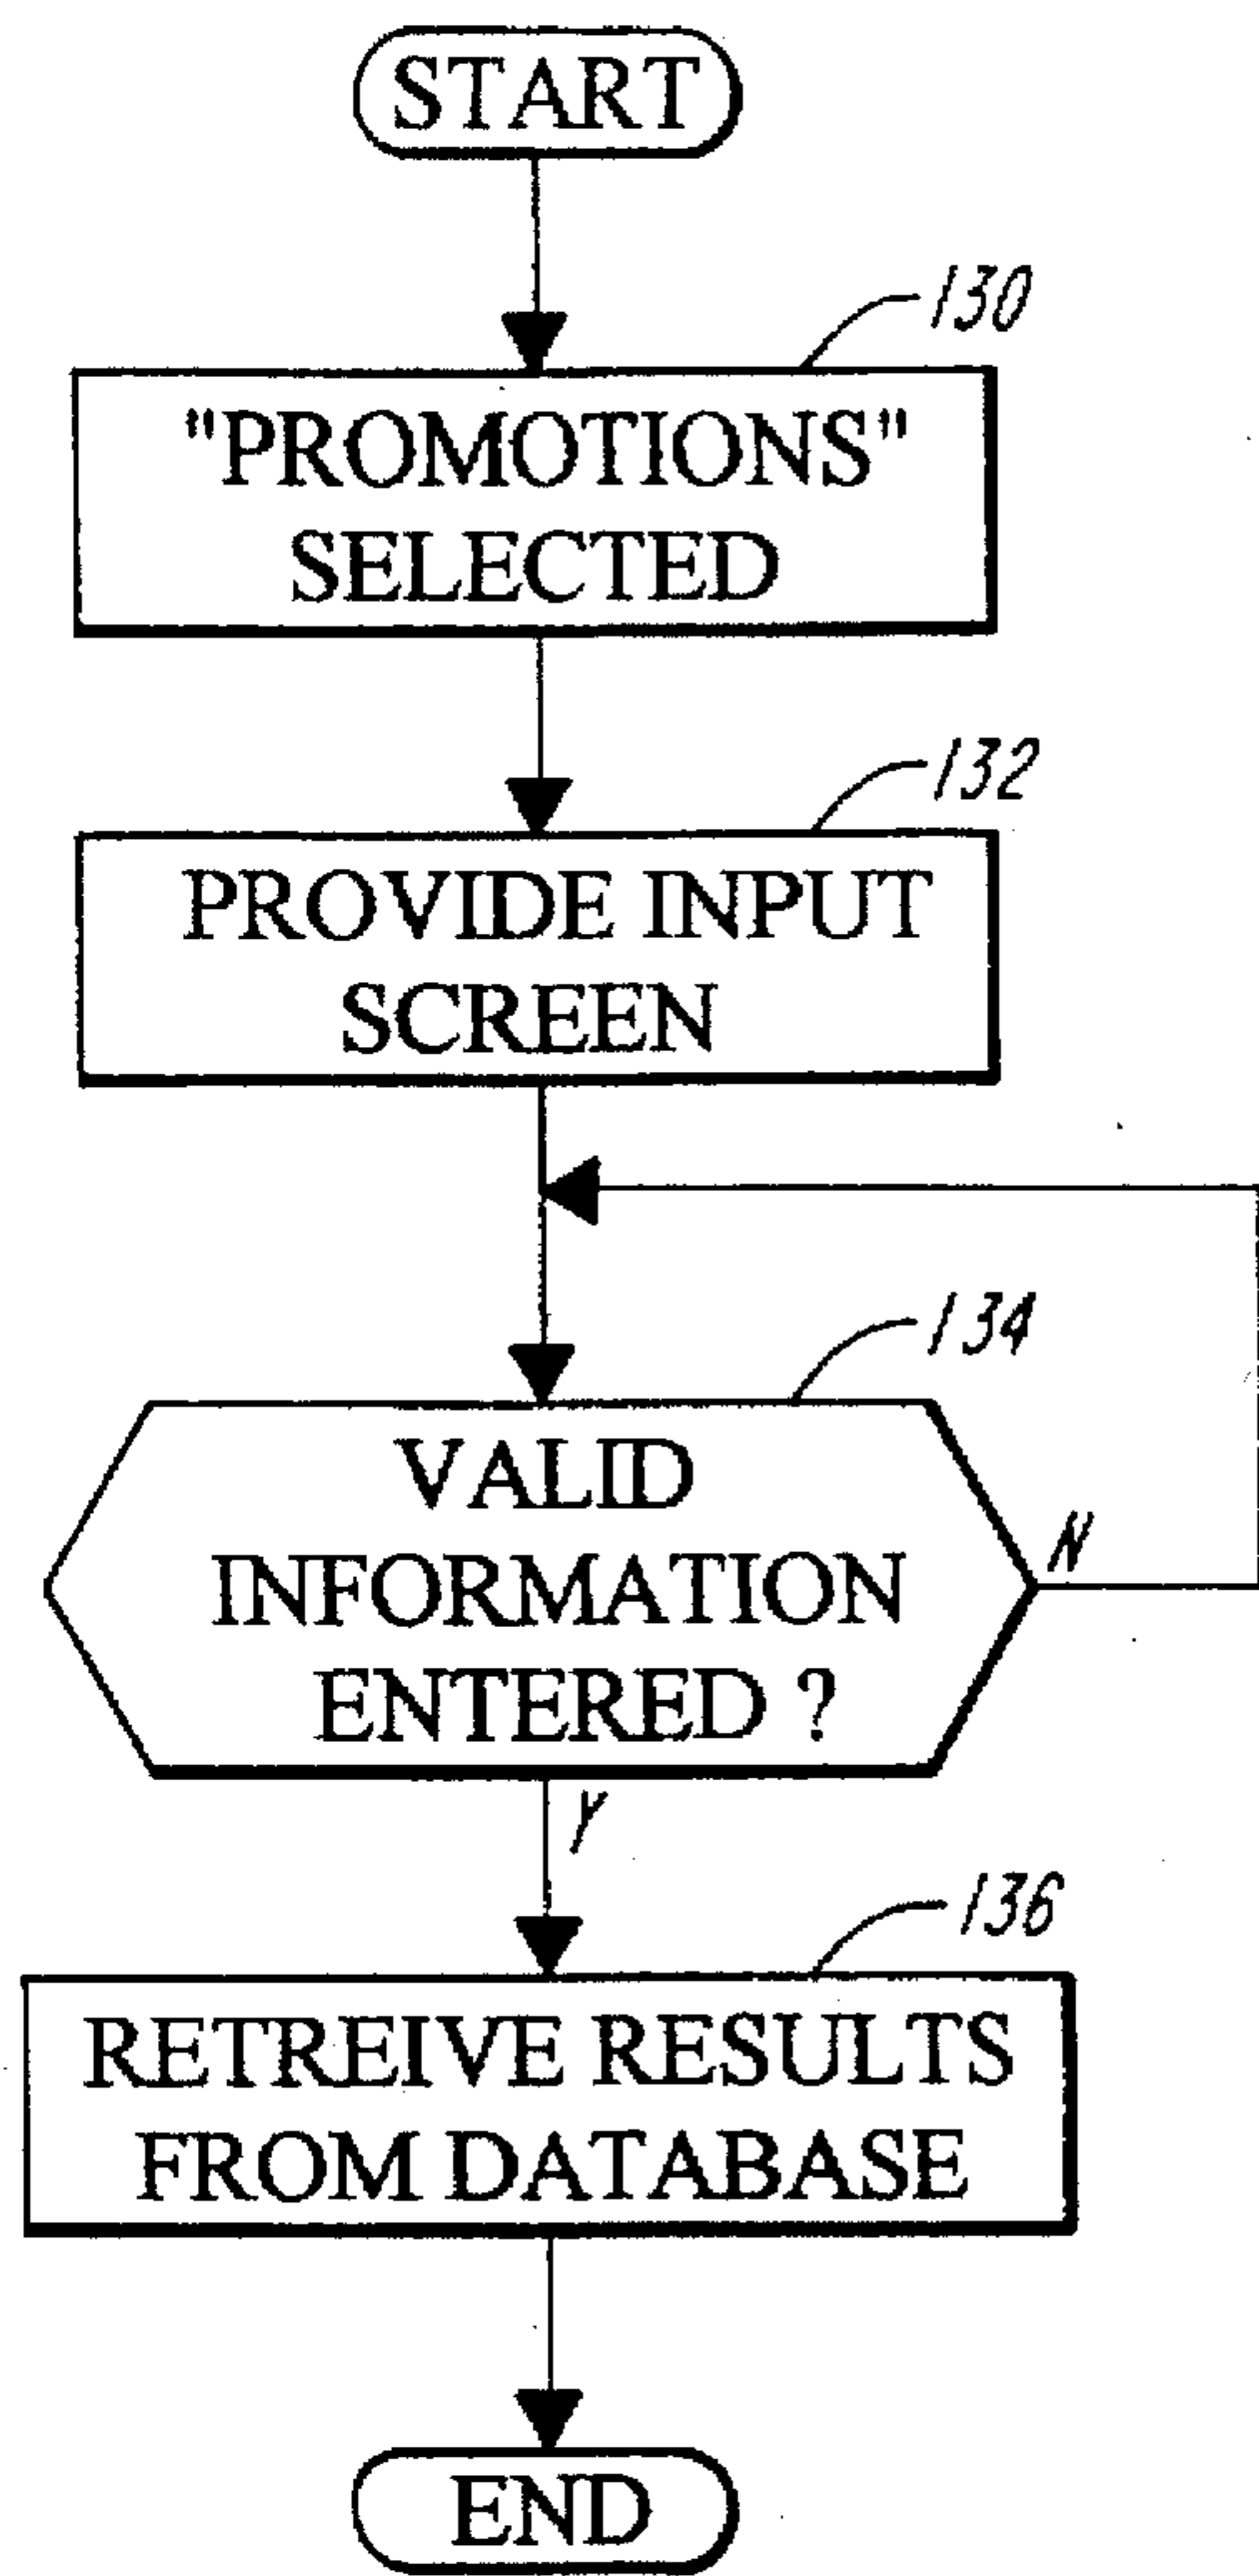 START
130
"PROMOTIONS"
SELECTED
132
PROVIDE INPUT
SCREEN
134
VALID
INFORMATION
ENTERED ?
N
Y
136
RETREIVE RESULTS
FROM DATABASE
END